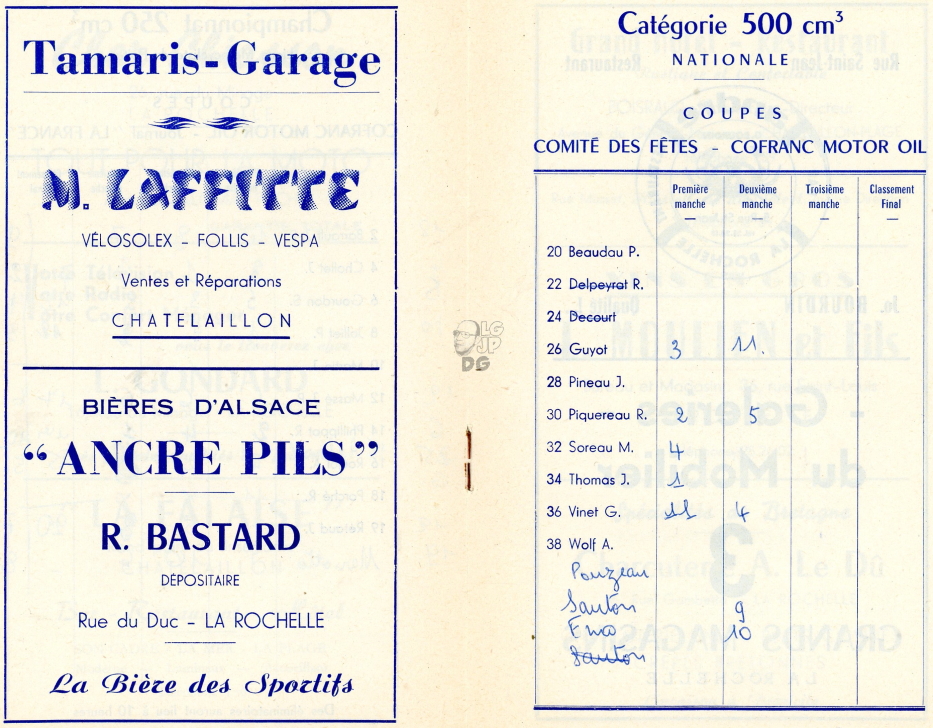 Tamaris-Garage
M. LAFFITTE
VÉLOSOLEX - FOLLIS - VESPA
Ventes et Réparations
CHATELAILLON
BIÈRES D'ALSACE
“ANCRE PILS”
R. BASTARD
DÉPOSITAIRE
Rue du Duc - LA ROCHELLE
La Bière des Sportifs
LG
JP
DG
Catégorie 500 cm³
NATIONALE
COUPES
COMITÉ DES FÊTES - COFRANC MOTOR OIL
Première manche Deuxième manche Troisième manche Classement Final
20 Beaudau P.
22 Delpeyrat R.
24 Decourt
26 Guyot 3 11.
28 Pineau J.
30 Piquereau R. 2 5
32 Soreau M. 4
34 Thomas J. 1
36 Vinet G. 11 4
38 Wolf A.
Pouzeau
Santon 9
10
Santon